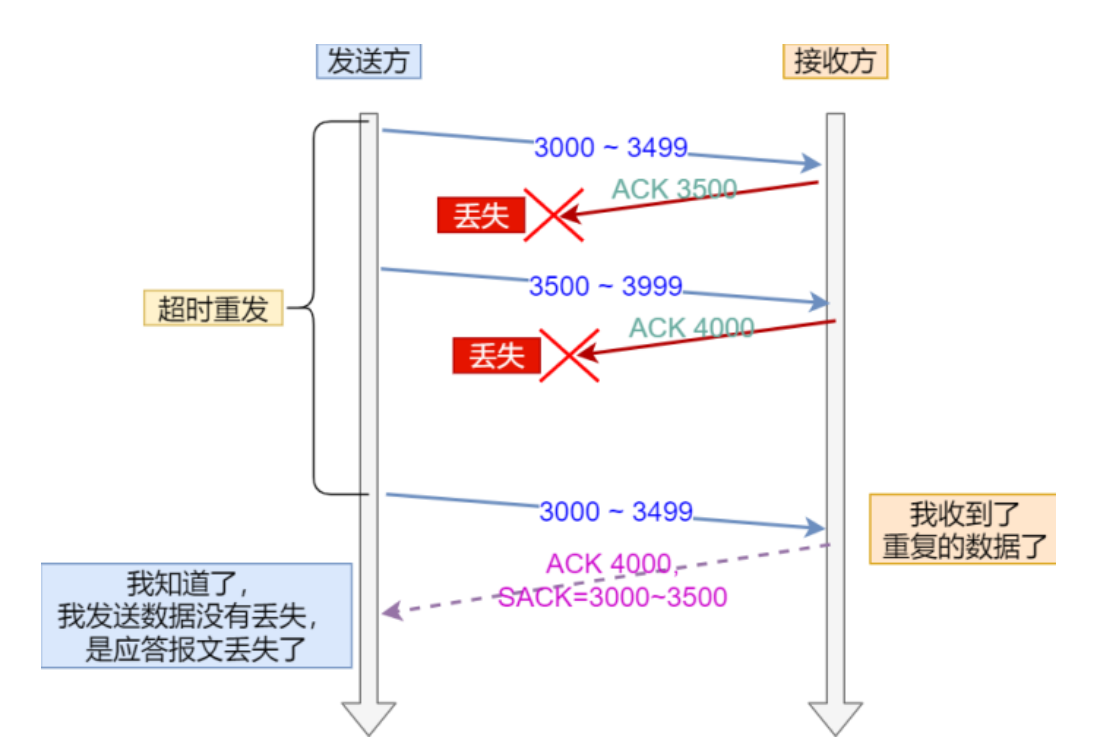 发送方
接收方
3000 ~ 3499
ACK 3500
丢失
3500 ~ 3999
超时重发
ACK 4000
丢失
3000 ~ 3499
我收到了
重复的数据了
ACK 4000,
SACK=3000~3500
我知道了，
我发送数据没有丢失，
是应答报文丢失了